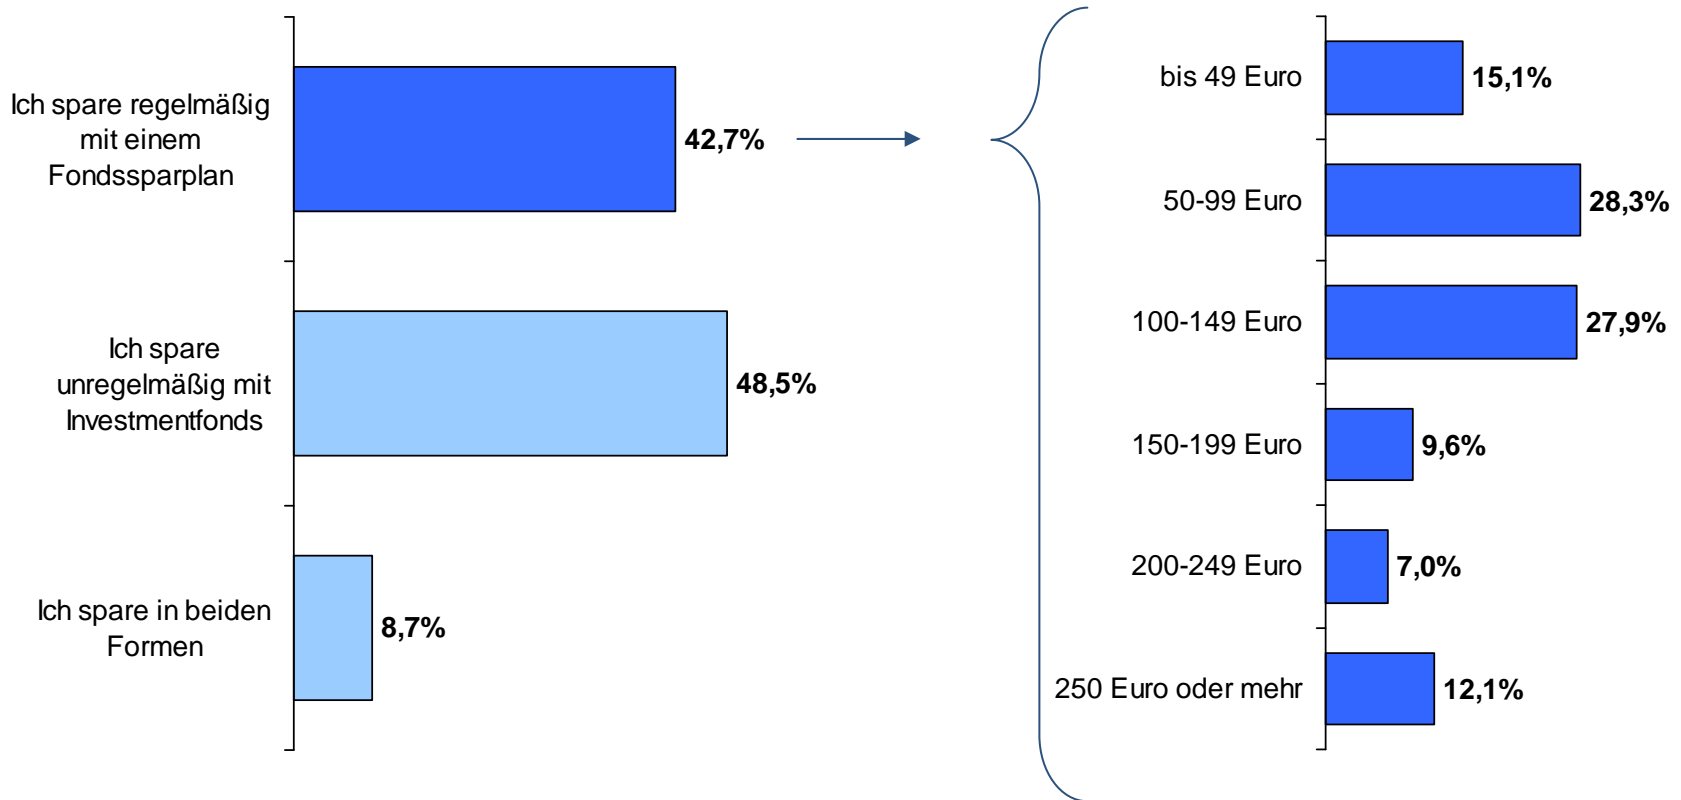 Ich spare regelmäßig
mit einem
Fondssparplan
42,7%
Ich spare
unregelmäßig mit
Investmentfonds
48,5%
Ich spare in beiden
Formen
8,7%
bis 49 Euro
15,1%
50-99 Euro
28,3%
100-149 Euro
27,9%
150-199 Euro
9,6%
200-249 Euro
7,0%
250 Euro oder mehr
12,1%